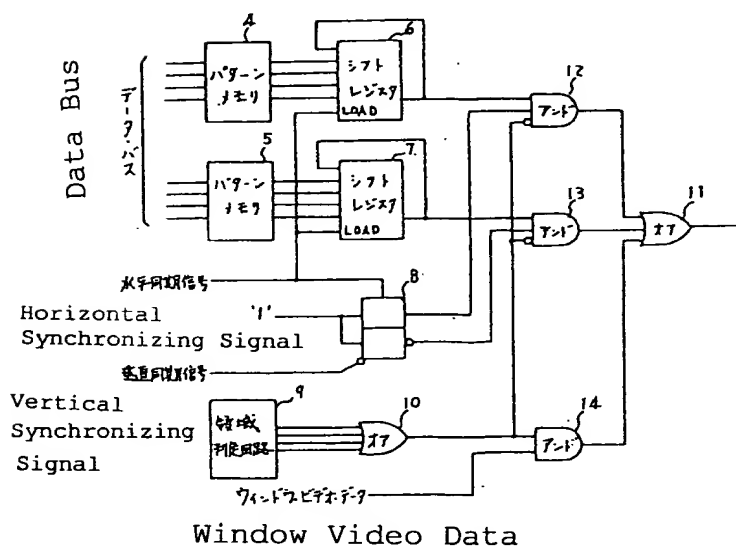 Data Bus
データ・バス
4
パターン
メモリ
6
シフト
レジスタ
LOAD
12
アンド
5
パターン
メモリ
7
シフト
レジスタ
LOAD
13
アンド
11
オア
水平同期信号
8
Horizontal
'1'
Synchronizing Signal
垂直同期信号
Vertical
Synchronizing
Signal
9
領域
判定回路
10
オア
14
アンド
ウィンドウビデオ・データ
Window Video Data